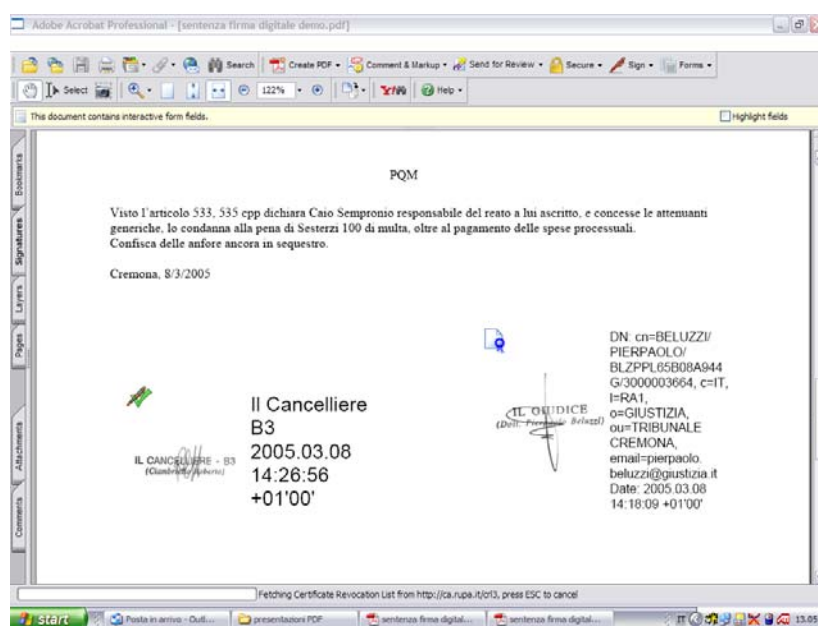 Adobe Acrobat Professional - [sentenza firma digitale demo.pdf]
Search Create PDF Comment & Markup Send for Review Secure Sign Forms
Select 122% Y! Help
This document contains interactive form fields. Highlight fields
Bookmarks
Signatures
Layers
Pages
Attachments
Comments
PQM
Visto l'articolo 533, 535 cpp dichiara Caio Sempronio responsabile del reato a lui ascritto, e concesse le attenuanti
generiche, lo condanna alla pena di Sesterzi 100 di multa, oltre al pagamento delle spese processuali.
Confisca delle anfore ancora in sequestro.
Cremona, 8/3/2005
IL CANCELLIERE - B3
Il Cancelliere
B3
2005.03.08
14:26:56
+01'00'
IL GIUDICE
(Dott. Pierpaolo Beluzzi)
DN: cn=BELUZZI/
PIERPAOLO/
BLZPPL65B08A944
G/3000003664, c=IT,
l=RA1,
o=GIUSTIZIA,
ou=TRIBUNALE
CREMONA,
email=pierpaolo.
beluzzi@giustizia.it
Date: 2005.03.08
14:18:09 +01'00'
Fetching Certificate Revocation List from http://ca.rupa.it/crl3, press ESC to cancel
start Posta in arrivo - Outl... presentazioni PDF sentenza firma digital... sentenza firma digital... IT 13.05